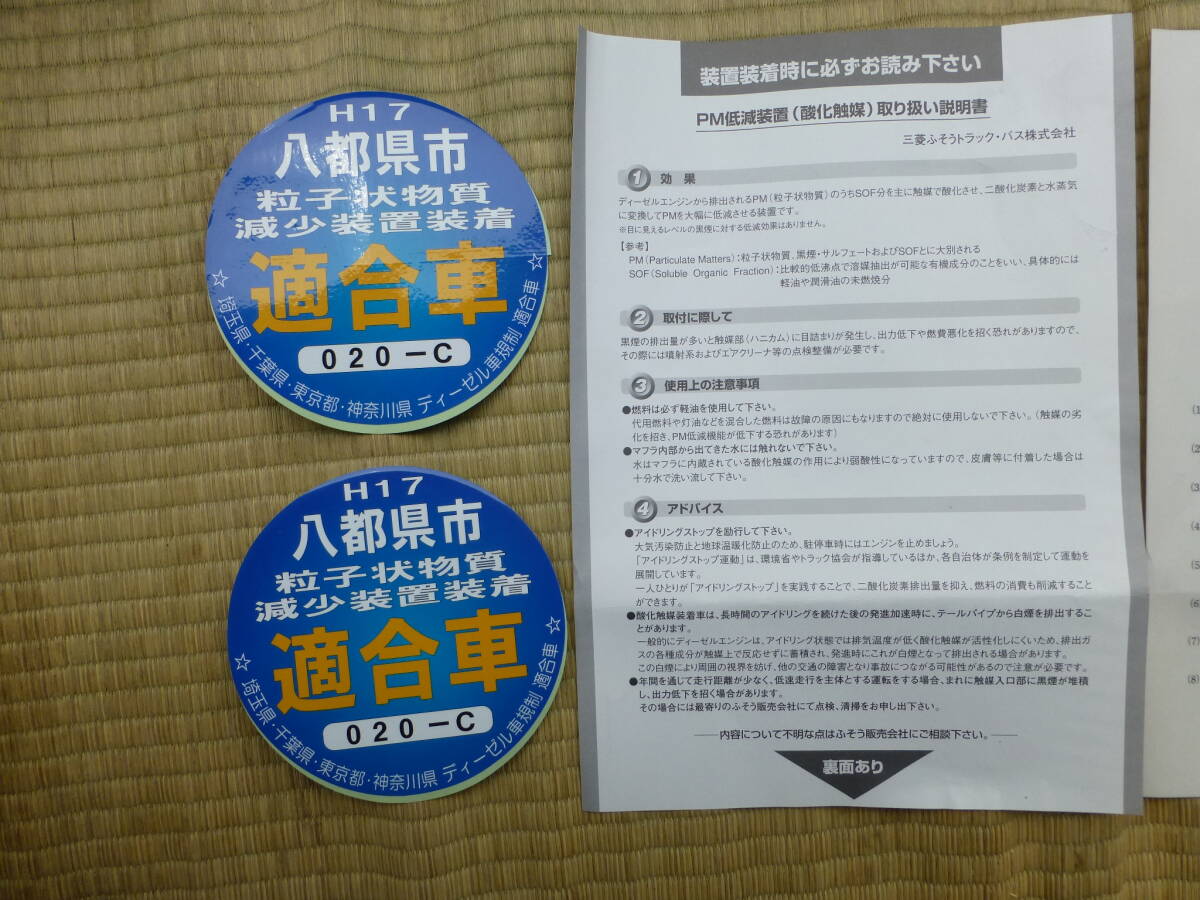 H17
八都県市
粒子状物質
減少装置装着
適合車
020-C
☆埼玉県・千葉県・東京都・神奈川県 ディーゼル車規制 適合車☆
H17
八都県市
粒子状物質
減少装置装着
適合車
020-C
☆埼玉県・千葉県・東京都・神奈川県 ディーゼル車規制 適合車☆
装置装着時に必ずお読み下さい
PM低減装置(酸化触媒)取り扱い説明書
三菱ふそうトラック・バス株式会社
1 効果
ディーゼルエンジンから排出されるPM(粒子状物質)のうちSOF分を主に触媒で酸化させ、二酸化炭素と水蒸気
に変換してPMを大幅に低減させる装置です。
※目に見えるレベルの黒煙に対する低減効果はありません。
【参考】
PM(Particulate Matters):粒子状物質、黒煙・サルフェートおよびSOFとに大別される
SOF(Soluble Organic Fraction):比較的低沸点で溶媒抽出が可能な有機成分のことをいい、具体的には
軽油や潤滑油の未燃焼分
2 取付に際して
黒煙の排出量が多いと触媒部(ハニカム)に目詰まりが発生し、出力低下や燃費悪化を招く恐れがありますので、
その際には噴射系およびエアクリーナ等の点検整備が必要です。
3 使用上の注意事項
●燃料は必ず軽油を使用して下さい。
代用燃料や灯油などを混合した燃料は故障の原因にもなりますので絶対に使用しないで下さい。(触媒の劣
化を招き、PM低減機能が低下する恐れがあります)
●マフラ内部から出てきた水には触れないで下さい。
水はマフラに内蔵されている酸化触媒の作用により弱酸性になっていますので、皮膚等に付着した場合は
十分水で洗い流して下さい。
4 アドバイス
●アイドリングストップを励行して下さい。
大気汚染防止と地球温暖化防止のため、駐停車時にはエンジンを止めましょう。
「アイドリングストップ運動」は、環境省やトラック協会が指導しているほか、各自治体が条例を制定して運動を
展開しています。
一人ひとりが「アイドリングストップ」を実践することで、二酸化炭素排出量を抑え、燃料の消費も削減すること
ができます。
●酸化触媒装着車は、長時間のアイドリングを続けた後の発進加速時に、テールパイプから白煙を排出するこ
とがあります。
一般的にディーゼルエンジンは、アイドリング状態では排気温度が低く酸化触媒が活性化しにくいため、排出ガ
スの各種成分が触媒上で反応せずに蓄積され、発進時にこれが白煙となって排出される場合があります。
この白煙により周囲の視界を妨げ、他の交通の障害となり事故につながる可能性があるので注意が必要です。
●年間を通じて走行距離が少なく、低速走行を主体とする運転をする場合、まれに触媒入口部に黒煙が堆積
し、出力低下を招く場合があります。
その場合には最寄りのふそう販売会社にて点検、清掃をお申し出下さい。
内容について不明な点はふそう販売会社にご相談下さい。
裏面あり
(1
(2
(3
(4
(5
(6
(7)
(8)